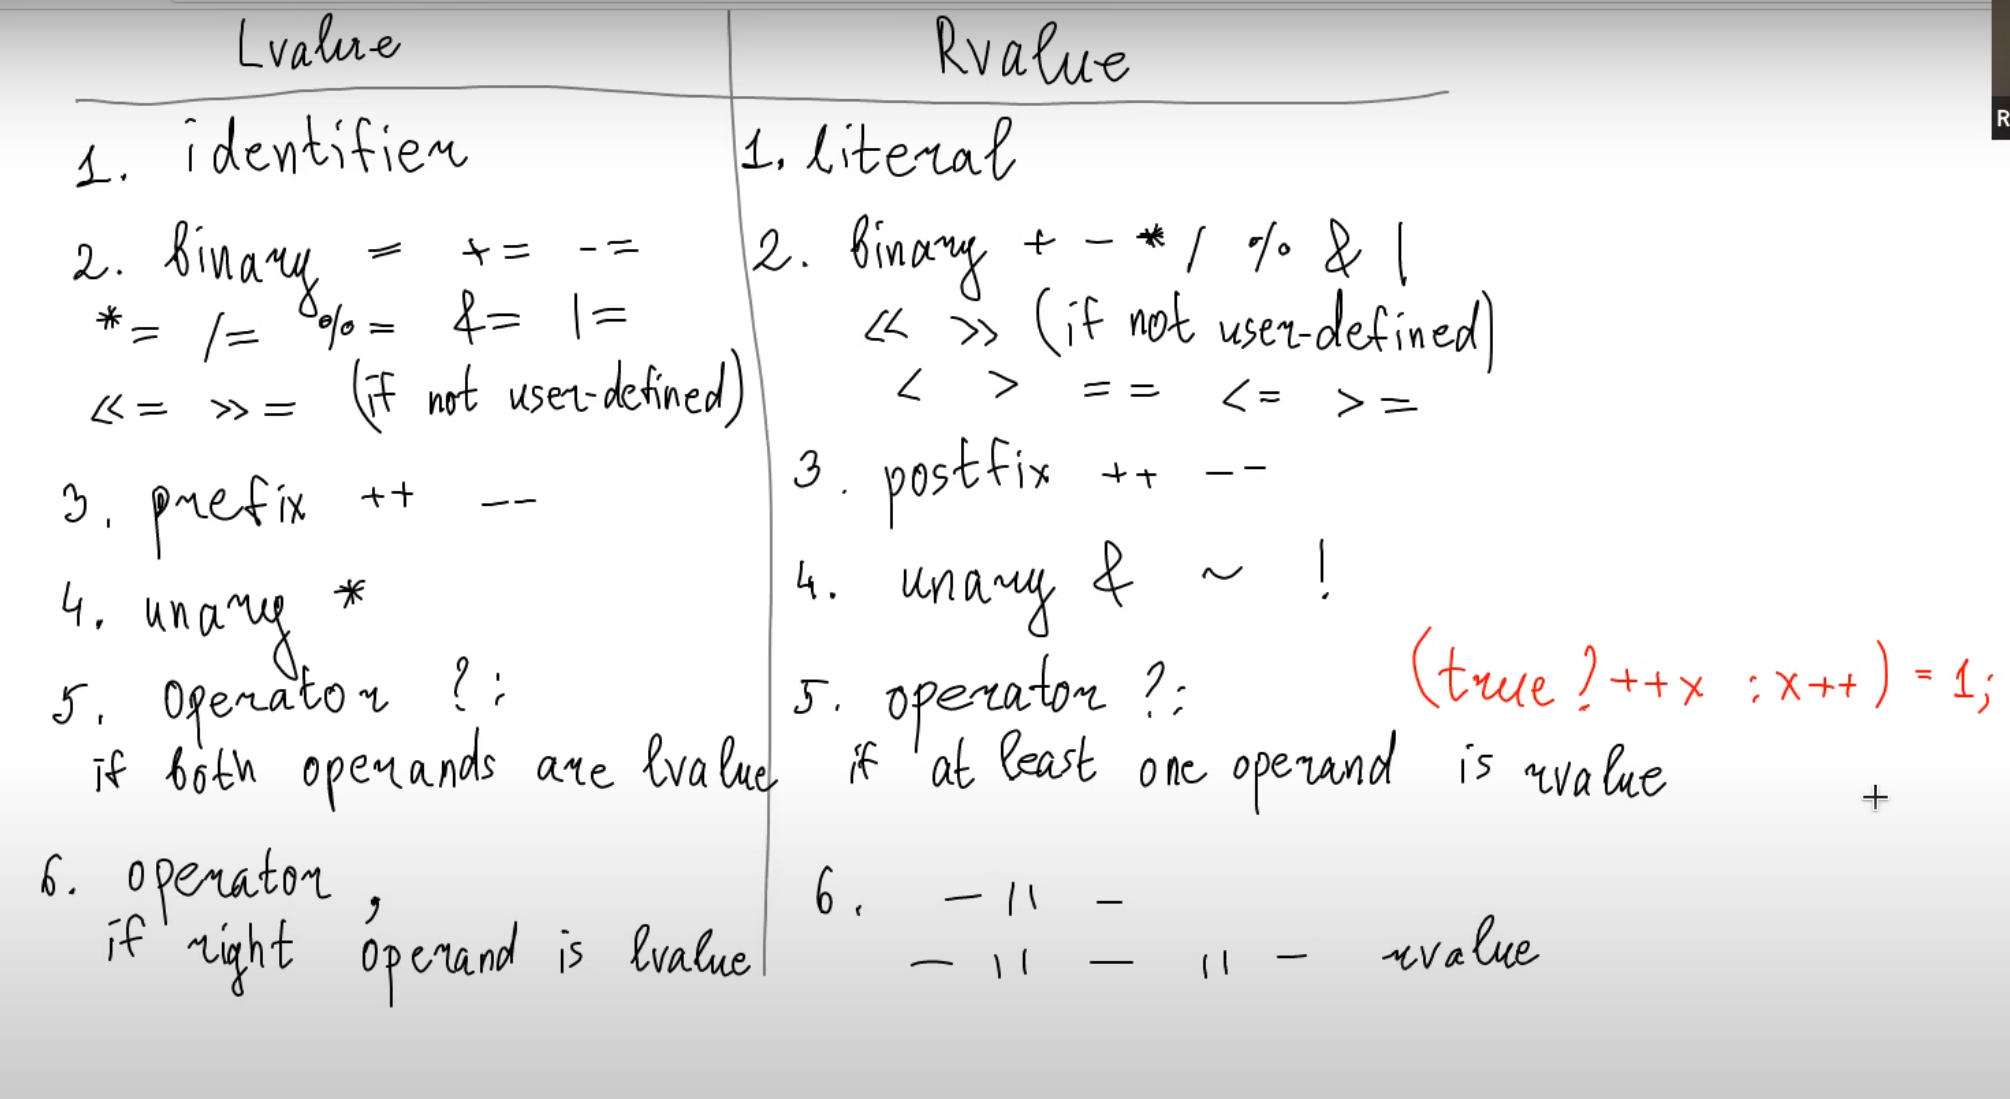 Lvalue
Rvalue
1. identifier
2. binary = += -=
*= /= %= &= |=
<<= >>= (if not user-defined)
3. prefix ++ --
4. unary *
5. operator ?:
if both operands are lvalue
6. operator ,
if right operand is lvalue
1. literal
2. binary + - * / % & |
<< >> (if not user-defined)
< > == <= >=
3. postfix ++ --
4. unary & ~ !
5. operator ?:
if at least one operand is rvalue
6. -||-
-||-||- rvalue
(true ? ++x : x++) = 1;
R